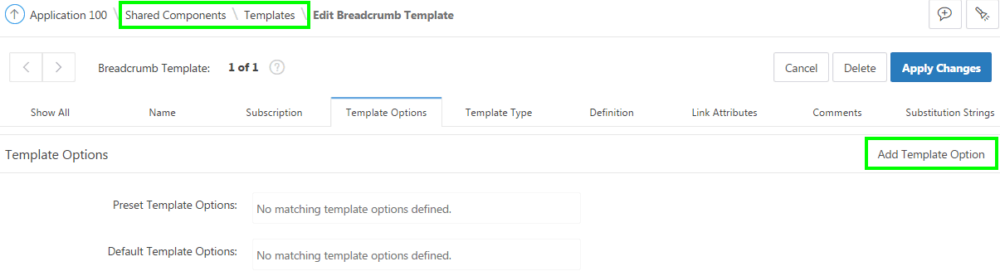 Application 100 \ Shared Components \ Templates \ Edit Breadcrumb Template
Breadcrumb Template: 1 of 1 ? Cancel Delete Apply Changes
Show All Name Subscription Template Options Template Type Definition Link Attributes Comments Substitution Strings
Template Options Add Template Option
Preset Template Options: No matching template options defined.
Default Template Options: No matching template options defined.